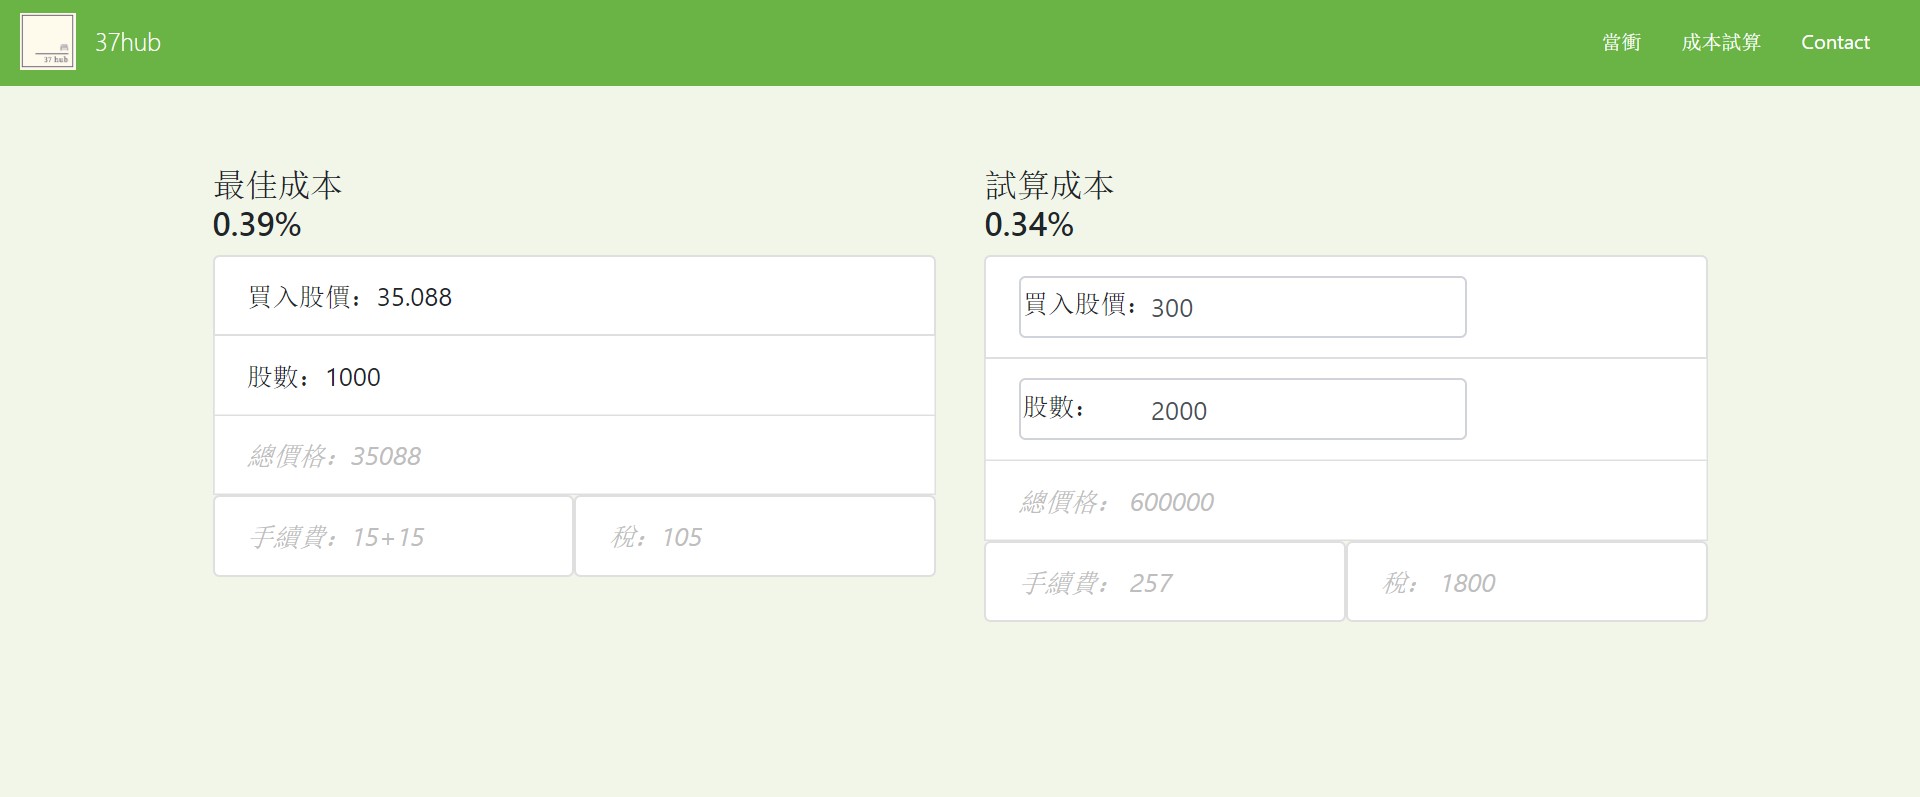 37 hub
37hub
當衝 成本試算 Contact
最佳成本
0.39%
買入股價：35.088
股數：1000
總價格：35088
手續費：15+15 稅：105
試算成本
0.34%
買入股價：300
股數： 2000
總價格： 600000
手續費： 257 稅： 1800